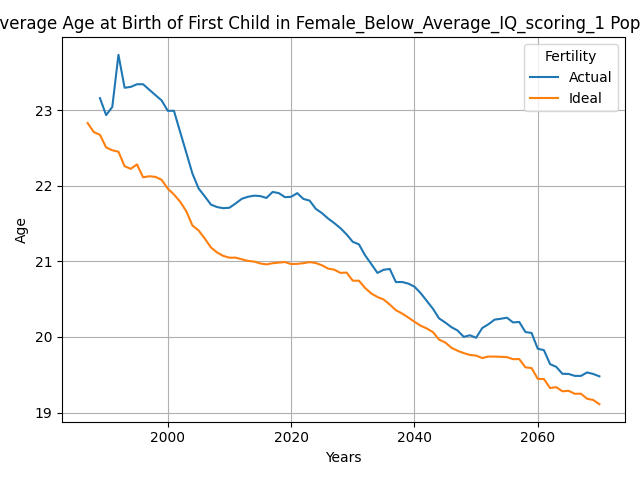 verage Age at Birth of First Child in Female_Below_Average_IQ_scoring_1 Pop
Fertility
Actual
Ideal
23
22
21
20
19
Age
2000
2020
2040
2060
Years